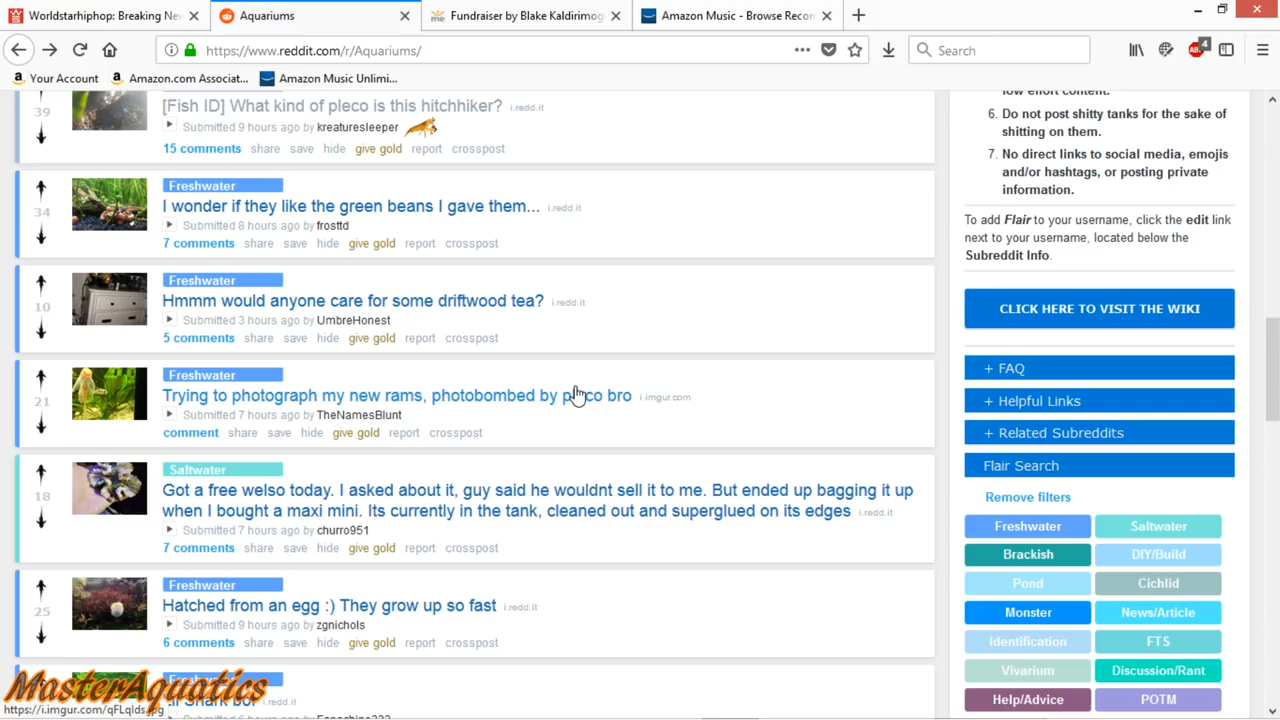 Worldstarhiphop: Breaking Ne
Aquariums
Fundraiser by Blake Kaldirimog
Amazon Music - Browse Recon
https://www.reddit.com/r/Aquariums/
Search
ABP 4
Your Account
Amazon.com Associat...
Amazon Music Unlimi...
39
[Fish ID] What kind of pleco is this hitchhiker? i.redd.it
Submitted 9 hours ago by kreaturesleeper
15 comments share save hide give gold report crosspost
Freshwater
34
I wonder if they like the green beans I gave them... i.redd.it
Submitted 8 hours ago by frosttd
7 comments share save hide give gold report crosspost
Freshwater
10
Hmmm would anyone care for some driftwood tea? i.redd.it
Submitted 3 hours ago by UmbreHonest
5 comments share save hide give gold report crosspost
Freshwater
21
Trying to photograph my new rams, photobombed by pleco bro i.imgur.com
Submitted 7 hours ago by TheNamesBlunt
comment share save hide give gold report crosspost
Saltwater
18
Got a free welso today. I asked about it, guy said he wouldnt sell it to me. But ended up bagging it up
when I bought a maxi mini. Its currently in the tank, cleaned out and superglued on its edges i.redd.it
Submitted 7 hours ago by churro951
7 comments share save hide give gold report crosspost
Freshwater
25
Hatched from an egg :) They grow up so fast i.redd.it
Submitted 9 hours ago by zgnichols
6 comments share save hide give gold report crosspost
i.redd.it
MasterAquatics
https://i.imgur.com/qFLqlds.jpg
low effort content.
6. Do not post shitty tanks for the sake of
shitting on them.
7. No direct links to social media, emojis
and/or hashtags, or posting private
information.
To add Flair to your username, click the edit link
next to your username, located below the
Subreddit Info.
CLICK HERE TO VISIT THE WIKI
+ FAQ
+ Helpful Links
+ Related Subreddits
Flair Search
Remove filters
Freshwater Saltwater
Brackish DIY/Build
Pond Cichlid
Monster News/Article
Identification FTS
Vivarium Discussion/Rant
Help/Advice POTM